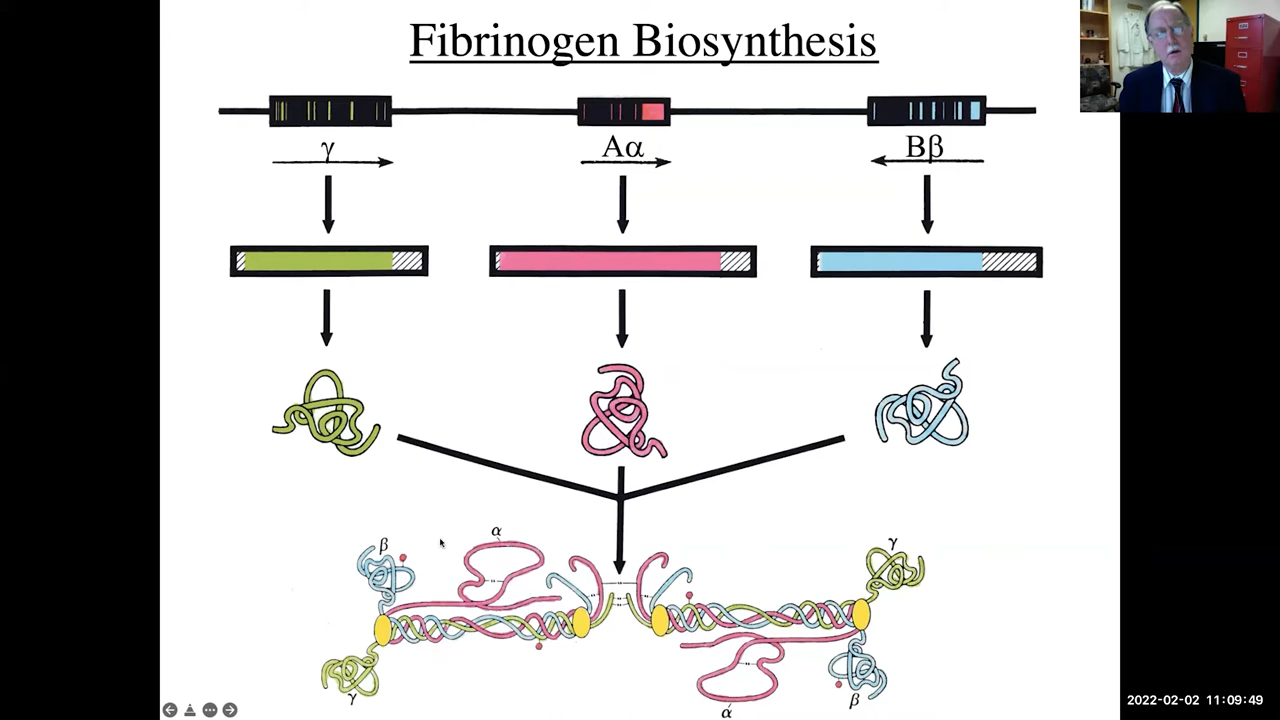 Fibrinogen Biosynthesis
γ Aα Bβ
α
β γ
γ β
α
2022-02-02 11:09:49